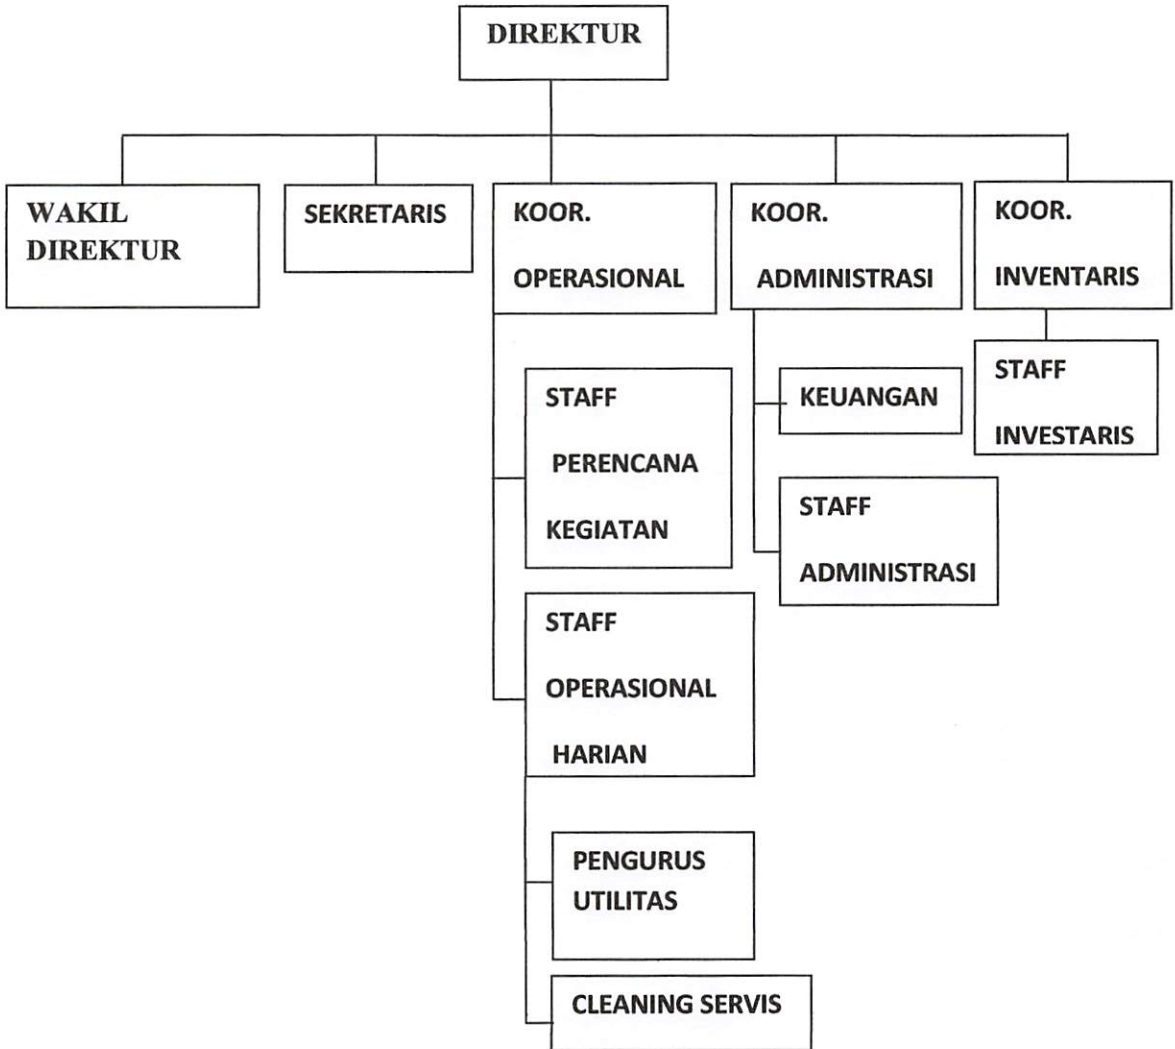 DIREKTUR
WAKIL
DIREKTUR
SEKRETARIS
KOOR.
OPERASIONAL
KOOR.
ADMINISTRASI
KOOR.
INVENTARIS
STAFF
PERENCANA
KEGIATAN
STAFF
OPERASIONAL
HARIAN
PENGURUS
UTILITAS
CLEANING SERVIS
KEUANGAN
STAFF
ADMINISTRASI
STAFF
INVESTARIS